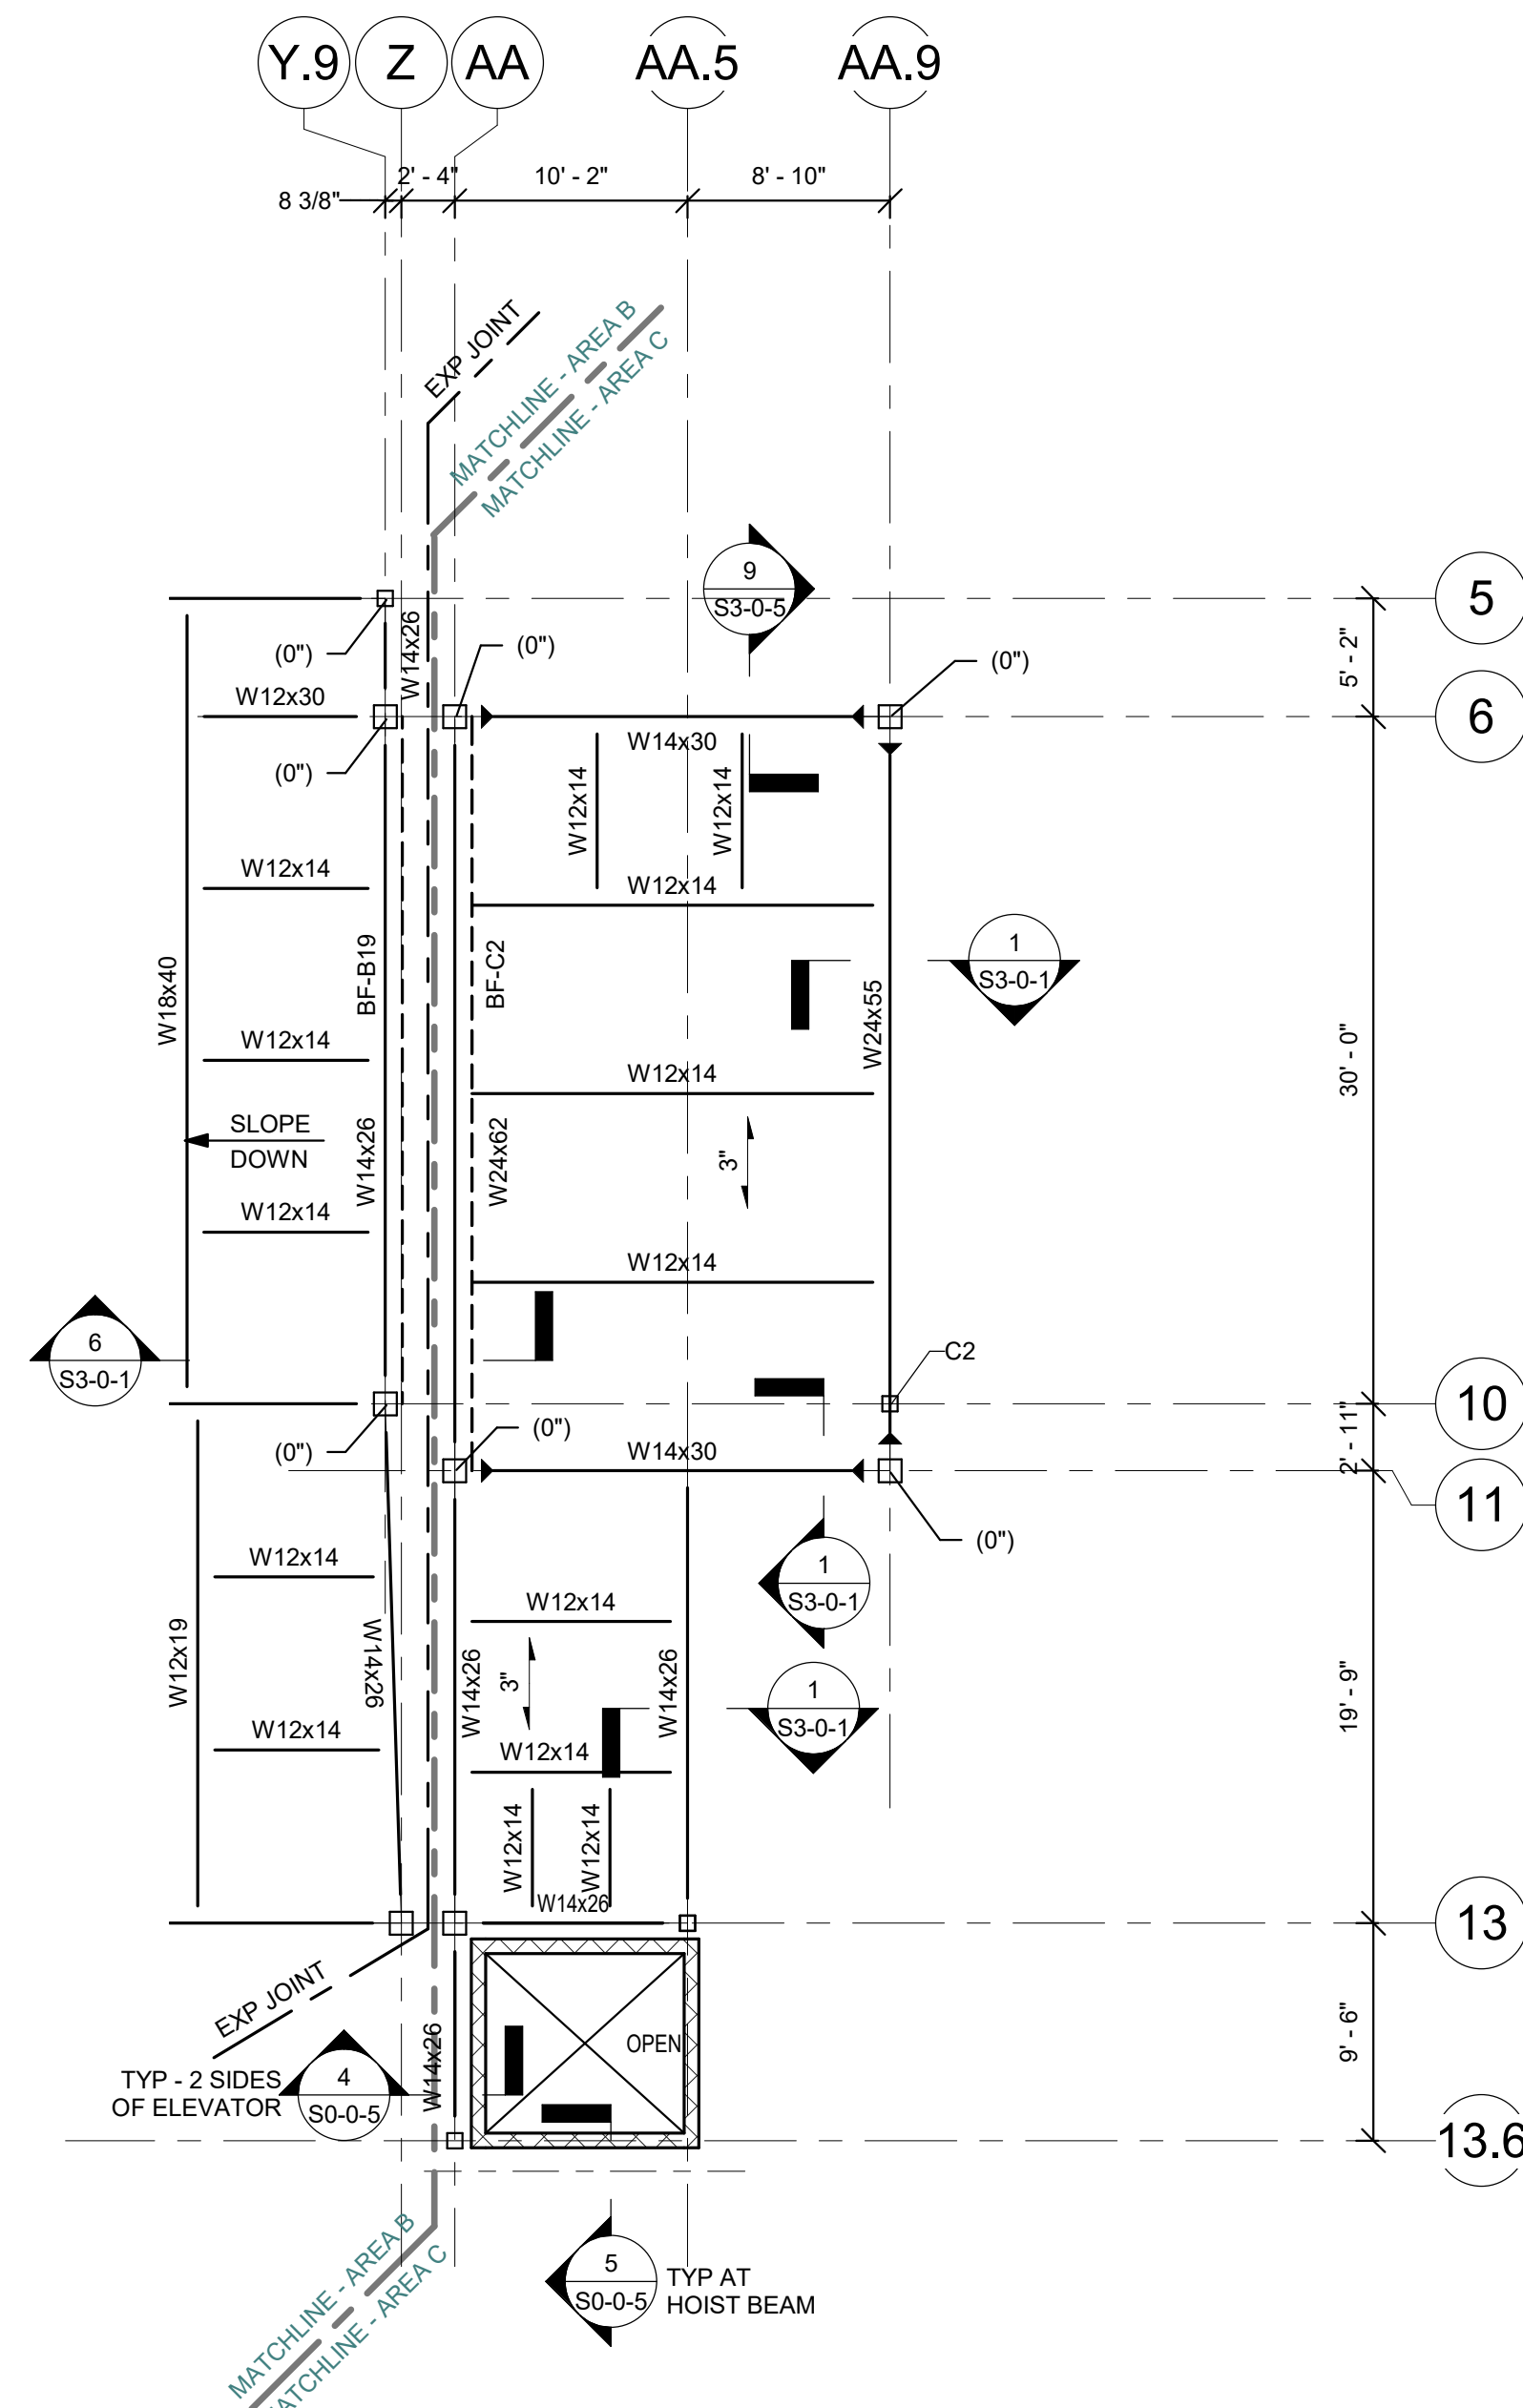 Y.9
Z
AA
AA.5
AA.9
2' - 4"
10' - 2"
8' - 10"
8 3/8"
EXP JOINT
MATCHLINE - AREA B
MATCHLINE - AREA C
9
S3-0-5
5
(0")
W14x26
(0")
(0")
5' - 2"
W12x30
6
(0")
W14x30
W12x14
W12x14
W12x14
W12x14
BF-B19
BF-C2
1
S3-0-1
W18x40
W24x55
W12x14
W12x14
30' - 0"
SLOPE
DOWN
W14x26
W24x62
3"
W12x14
W12x14
6
S3-0-1
C2
10
(0")
(0")
W14x30
2' - 11"
11
(0")
W12x14
1
S3-0-1
W12x14
W12x19
W14x26
W14x26
3"
W14x26
1
S3-0-1
19' - 9"
W12x14
W12x14
W12x14
W12x14
W14x26
13
EXP JOINT
OPEN
9' - 6"
TYP - 2 SIDES
OF ELEVATOR
4
S0-0-5
W14x26
13.6
MATCHLINE - AREA B
MATCHLINE - AREA C
5
S0-0-5
TYP AT
HOIST BEAM